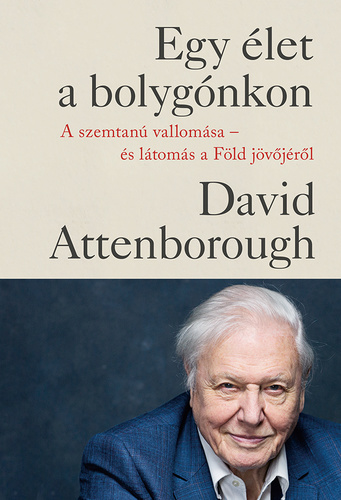 Egy élet
a bolygónkon
A szemtanú vallomása –
és látomás a Föld jövőjéről
David
Attenborough